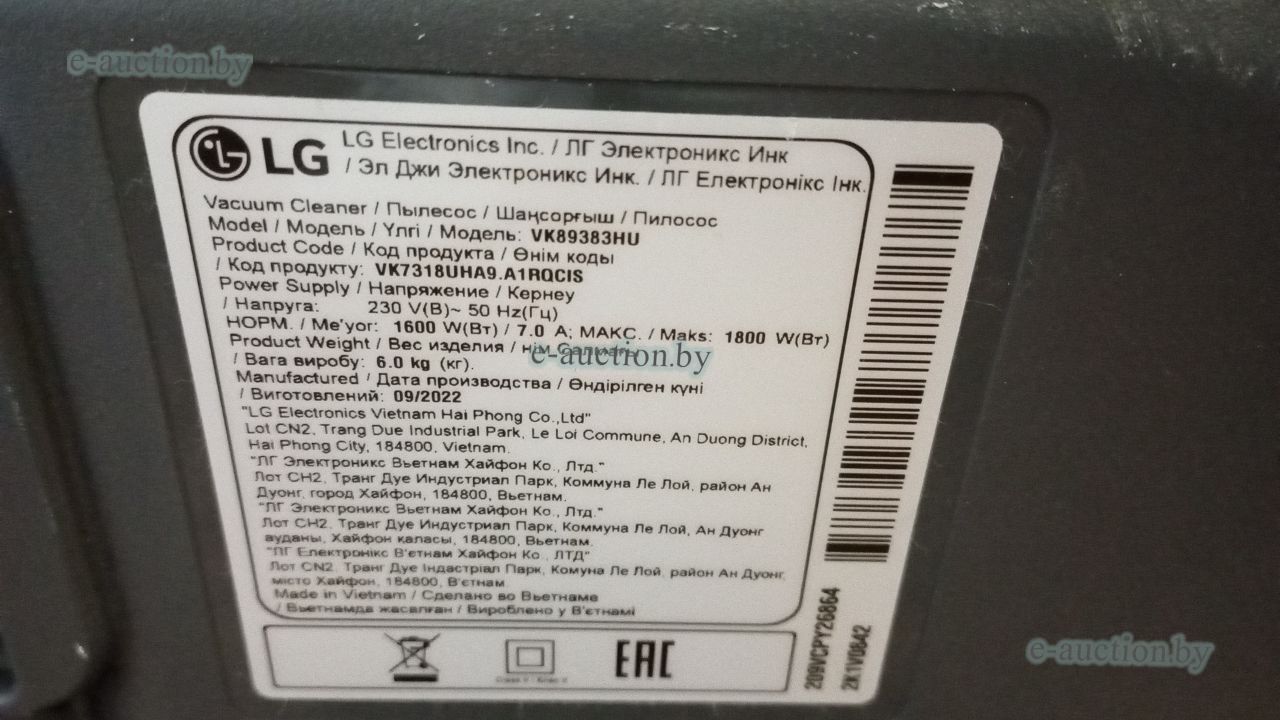 e-auction.by
LG
LG Electronics Inc. / ЛГ Электроникс Инк
/ Эл Джи Электроникс Инк. / ЛГ Електронікс Інк.
Vacuum Cleaner / Пылесос / Шаңсорғыш / Пилосос
Model / Модель / Үлгі / Модель: VK89383HU
Product Code / Код продукта / Өнім коды
/ Код продукту: VK7318UHA9.A1RQCIS
Power Supply / Напряжение / Кернеу
/ Напруга: 230 V(В)~ 50 Hz(Гц)
НОРМ. / Me'yor: 1600 W(Вт) / 7.0 A; МАКС. / Maks: 1800 W(Вт)
Product Weight / Вес изделия / нім
e-auction.by
/ Вага виробу: 6.0 kg (кг).
Manufactured / Дата производства / Өндірілген күні
/ Виготовлений: 09/2022
"LG Electronics Vietnam Hai Phong Co.,Ltd"
Lot CN2, Trang Due Industrial Park, Le Loi Commune, An Duong District,
Hai Phong City, 184800, Vietnam.
"ЛГ Электроникс Вьетнам Хайфон Ко., Лтд."
Лот CH2, Транг Дуе Индустриал Парк, Коммуна Ле Лой, район Ан
Дуонг, город Хайфон, 184800, Вьетнам.
"ЛГ Электроникс Вьетнам Хайфон Ко., Лтд."
Лот CH2, Транг Дуе Индустриал Парк, Коммуна Ле Лой, Ан Дуонг
ауданы, Хайфон каласы, 184800, Вьетнам.
"ЛГ Електронікс В'єтнам Хайфон Ко., ЛТД"
Лот CN2, Транг Дуе Індастріал Парк, Комуна Ле Лой, район Ан Дуонг,
місто Хайфон, 184800, В'єтнам
Made in Vietnam / Сделано во Вьетнаме
/ Вьетнамда жасалған / Вироблено у В'єтнамі
EAC
209VCPY26864
2K1V0842
e-auction.by